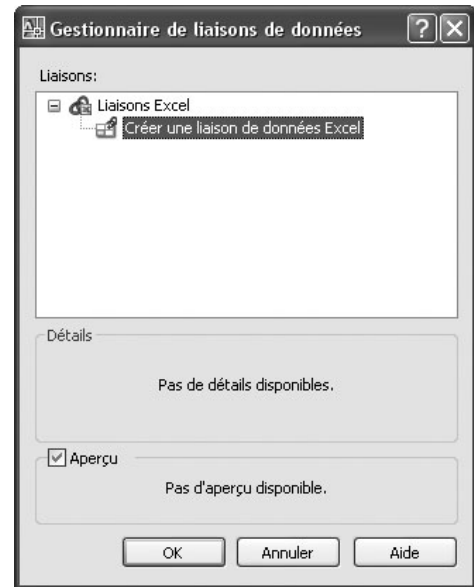 Gestionnaire de liaisons de données
Liaisons:
Liaisons Excel
Créer une liaison de données Excel
Détails
Pas de détails disponibles.
Aperçu
Pas d'aperçu disponible.
OK
Annuler
Aide